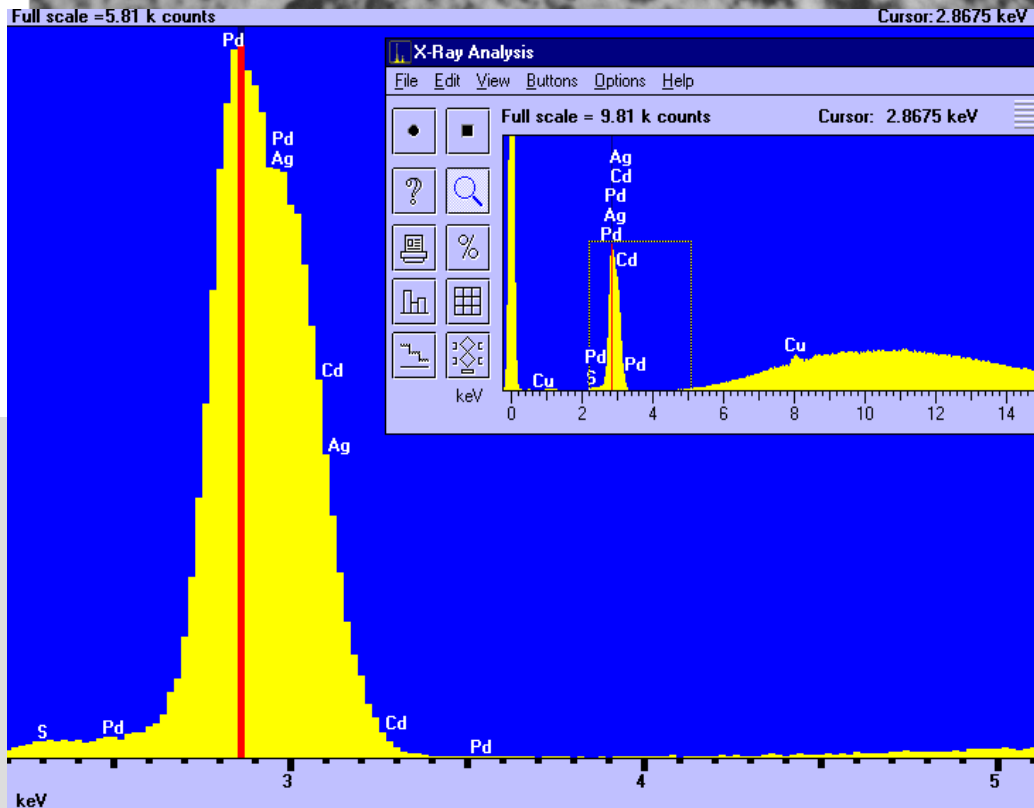 Full scale =5.81 k counts Cursor:2.8675 keV
Pd
X-Ray Analysis
File Edit View Buttons Options Help
Full scale = 9.81 k counts Cursor: 2.8675 keV
Ag
Cd
Pd
Ag
Pd
Cd
Pd
S
Pd
Cu
Cu
keV
0 2 4 6 8 10 12 14
? %
Pd
Ag
Cd
Ag
S
Pd
Cd
Pd
3 4 5
keV